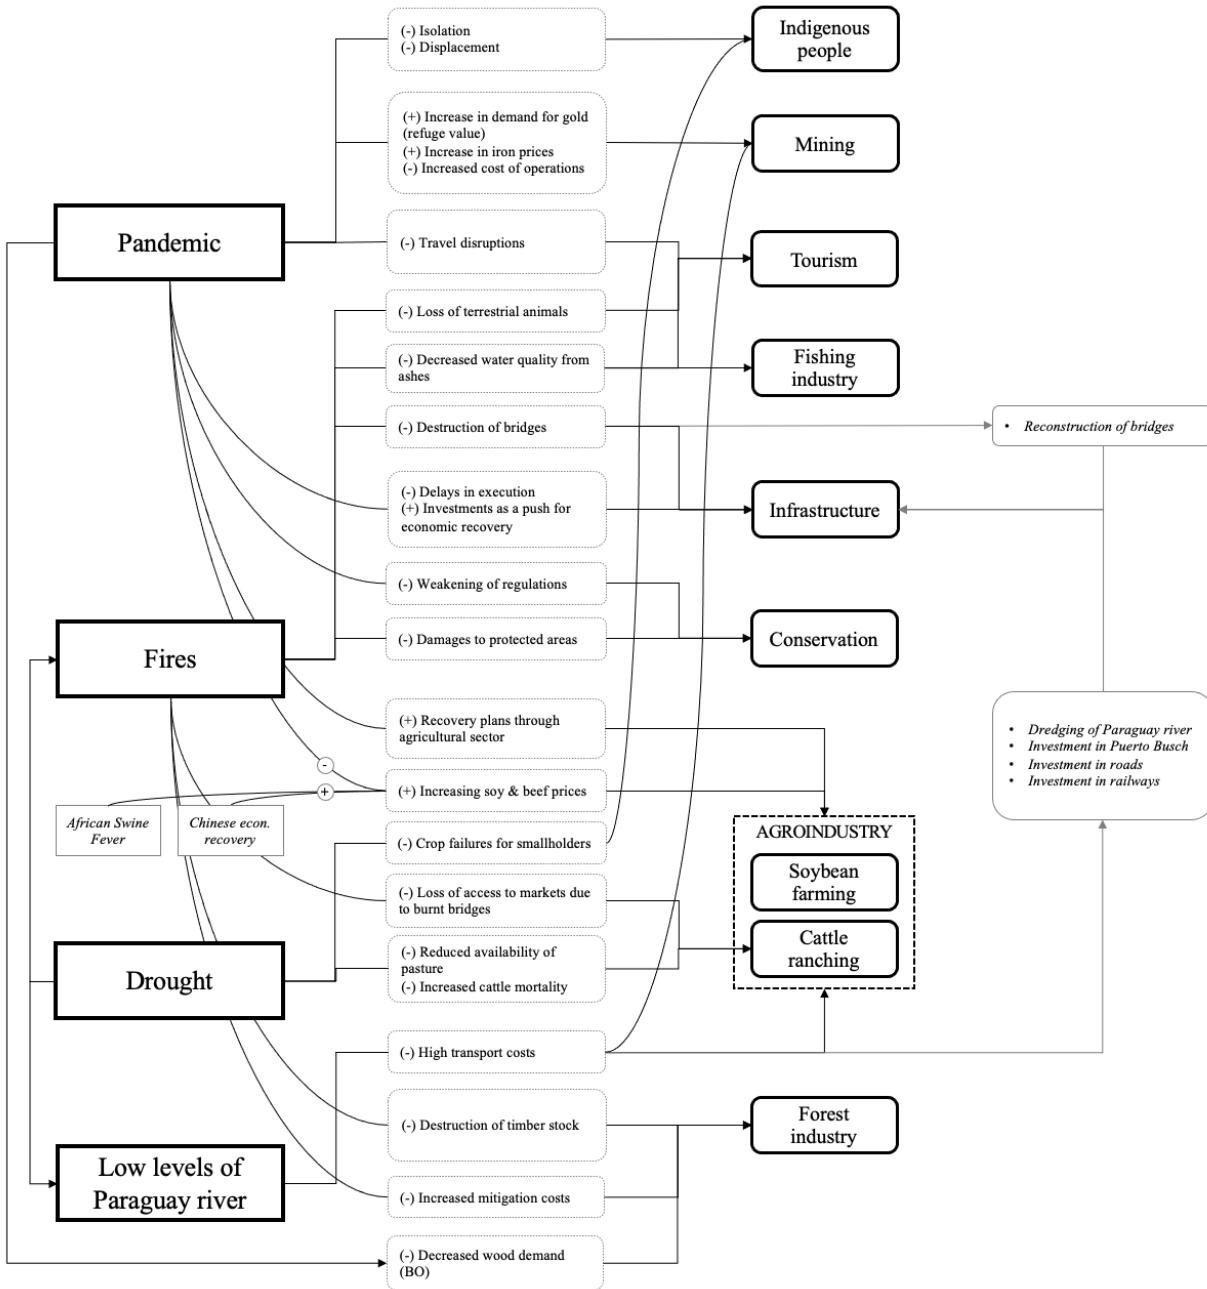 (-) Isolation
(-) Displacement
Indigenous
people
(+) Increase in demand for gold
(refuge value)
(+) Increase in iron prices
(-) Increased cost of operations
Mining
Pandemic
(-) Travel disruptions
Tourism
(-) Loss of terrestrial animals
(-) Decreased water quality from
ashes
Fishing
industry
(-) Destruction of bridges
• Reconstruction of bridges
(-) Delays in execution
(+) Investments as a push for
economic recovery
Infrastructure
(-) Weakening of regulations
Fires
(-) Damages to protected areas
Conservation
(+) Recovery plans through
agricultural sector
• Dredging of Paraguay river
• Investment in Puerto Busch
• Investment in roads
• Investment in railways
-
+
(+) Increasing soy & beef prices
African Swine
Fever
Chinese econ.
recovery
AGROINDUSTRY
(-) Crop failures for smallholders
Soybean
farming
(-) Loss of access to markets due
to burnt bridges
Cattle
ranching
Drought
(-) Reduced availability of
pasture
(-) Increased cattle mortality
(-) High transport costs
(-) Destruction of timber stock
Forest
industry
Low levels of
Paraguay river
(-) Increased mitigation costs
(-) Decreased wood demand
(BO)